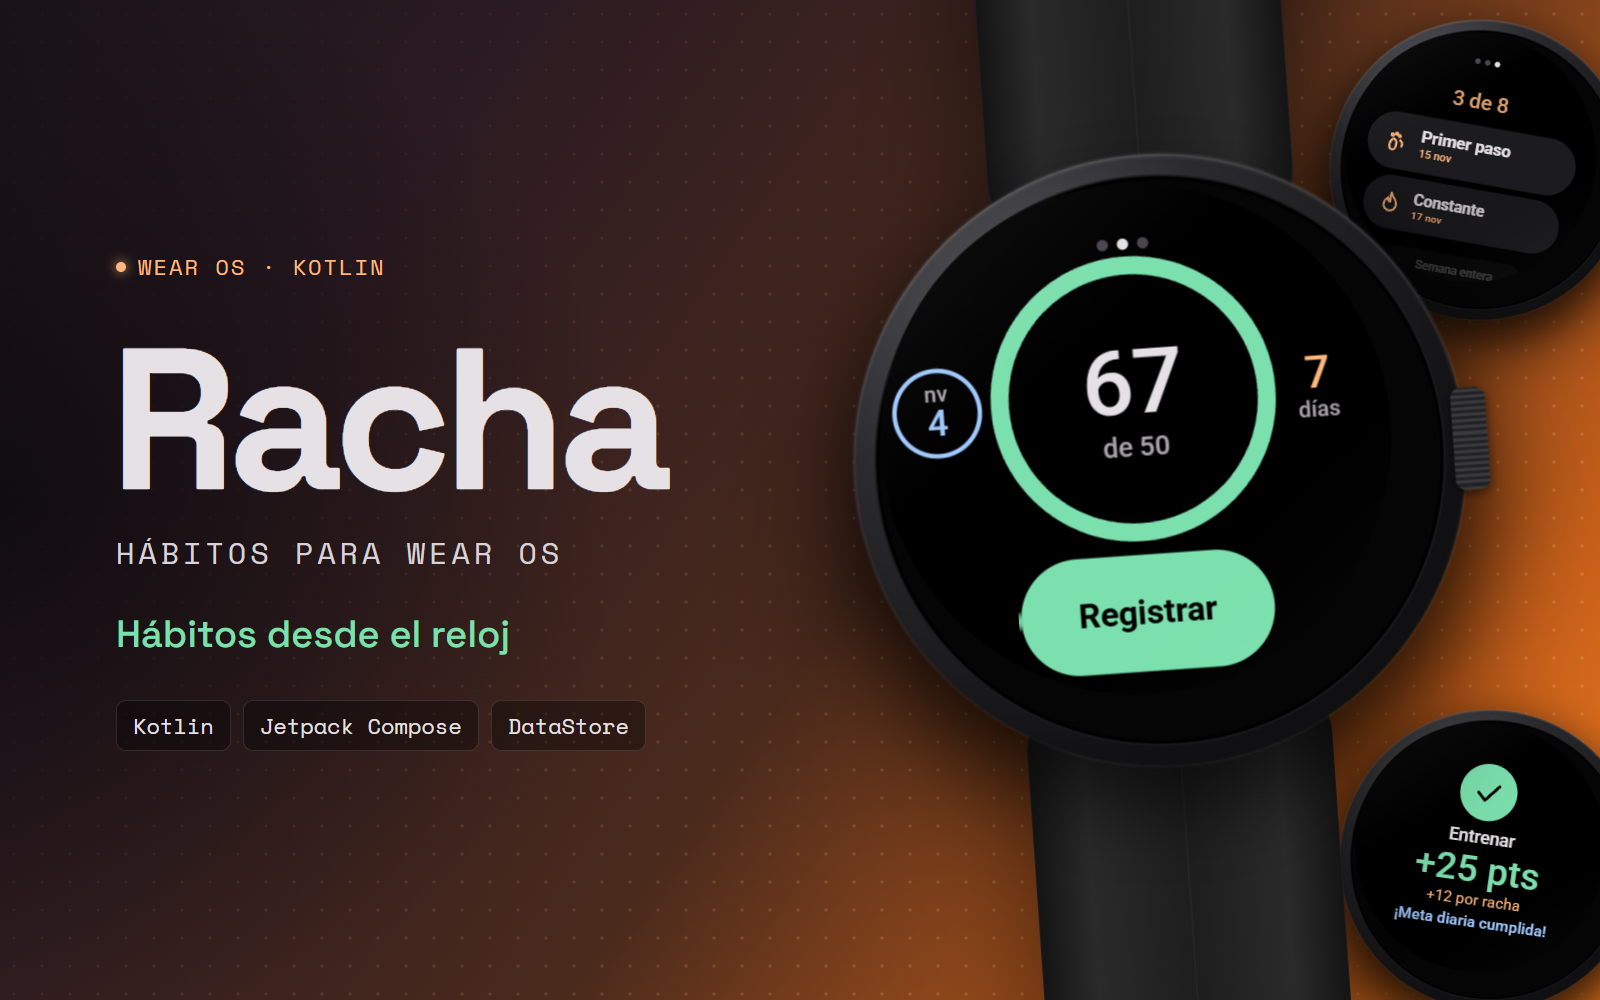 WEAR OS · KOTLIN
Racha
HÁBITOS PARA WEAR OS
Hábitos desde el reloj
Kotlin
Jetpack Compose
DataStore
nv
4
67
de 50
7
días
Registrar
3 de 8
Primer paso
15 nov
Constante
17 nov
Semana entera
Entrenar
+25 pts
+12 por racha
¡Meta diaria cumplida!